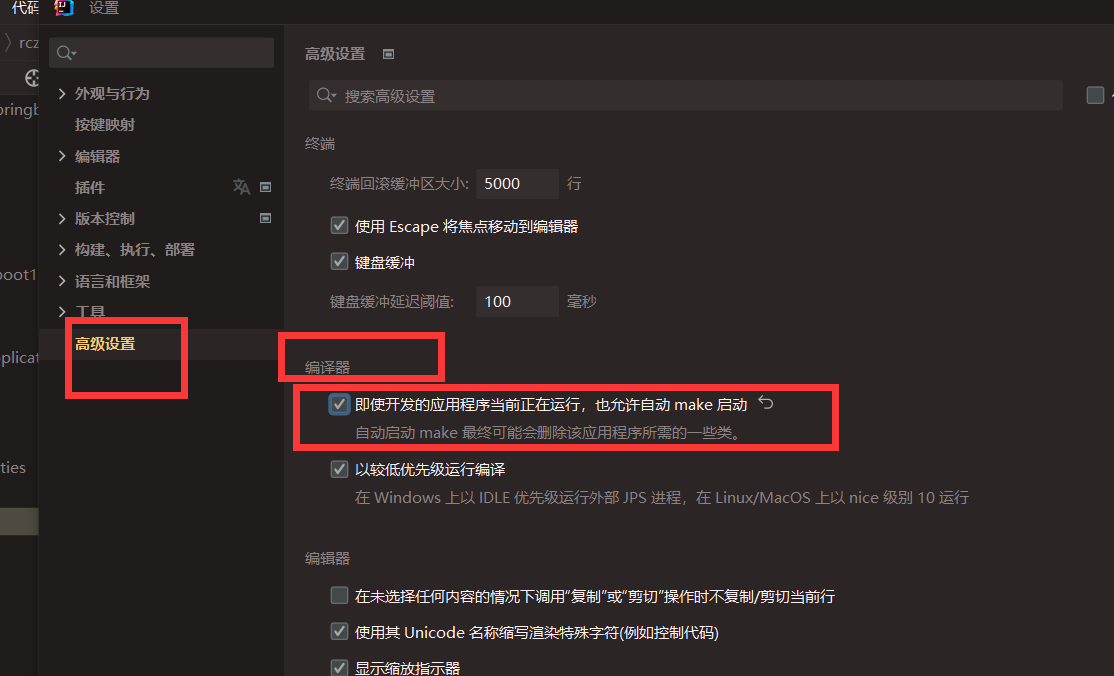 代码
设置
rcz
外观与行为
按键映射
编辑器
插件
版本控制
构建、执行、部署
语言和框架
工具
高级设置
pringb
boot1
plicat
ties
高级设置
搜索高级设置
终端
终端回滚缓冲区大小: 5000 行
使用 Escape 将焦点移动到编辑器
键盘缓冲
键盘缓冲延迟阈值: 100 毫秒
编译器
即使开发的应用程序当前正在运行，也允许自动 make 启动
自动启动 make 最终可能会删除该应用程序所需的一些类。
以较低优先级运行编译
在 Windows 上以 IDLE 优先级运行外部 JPS 进程，在 Linux/MacOS 上以 nice 级别 10 运行
编辑器
在未选择任何内容的情况下调用“复制”或“剪切”操作时不复制/剪切当前行
使用其 Unicode 名称缩写渲染特殊字符(例如控制代码)
显示缩放指示器